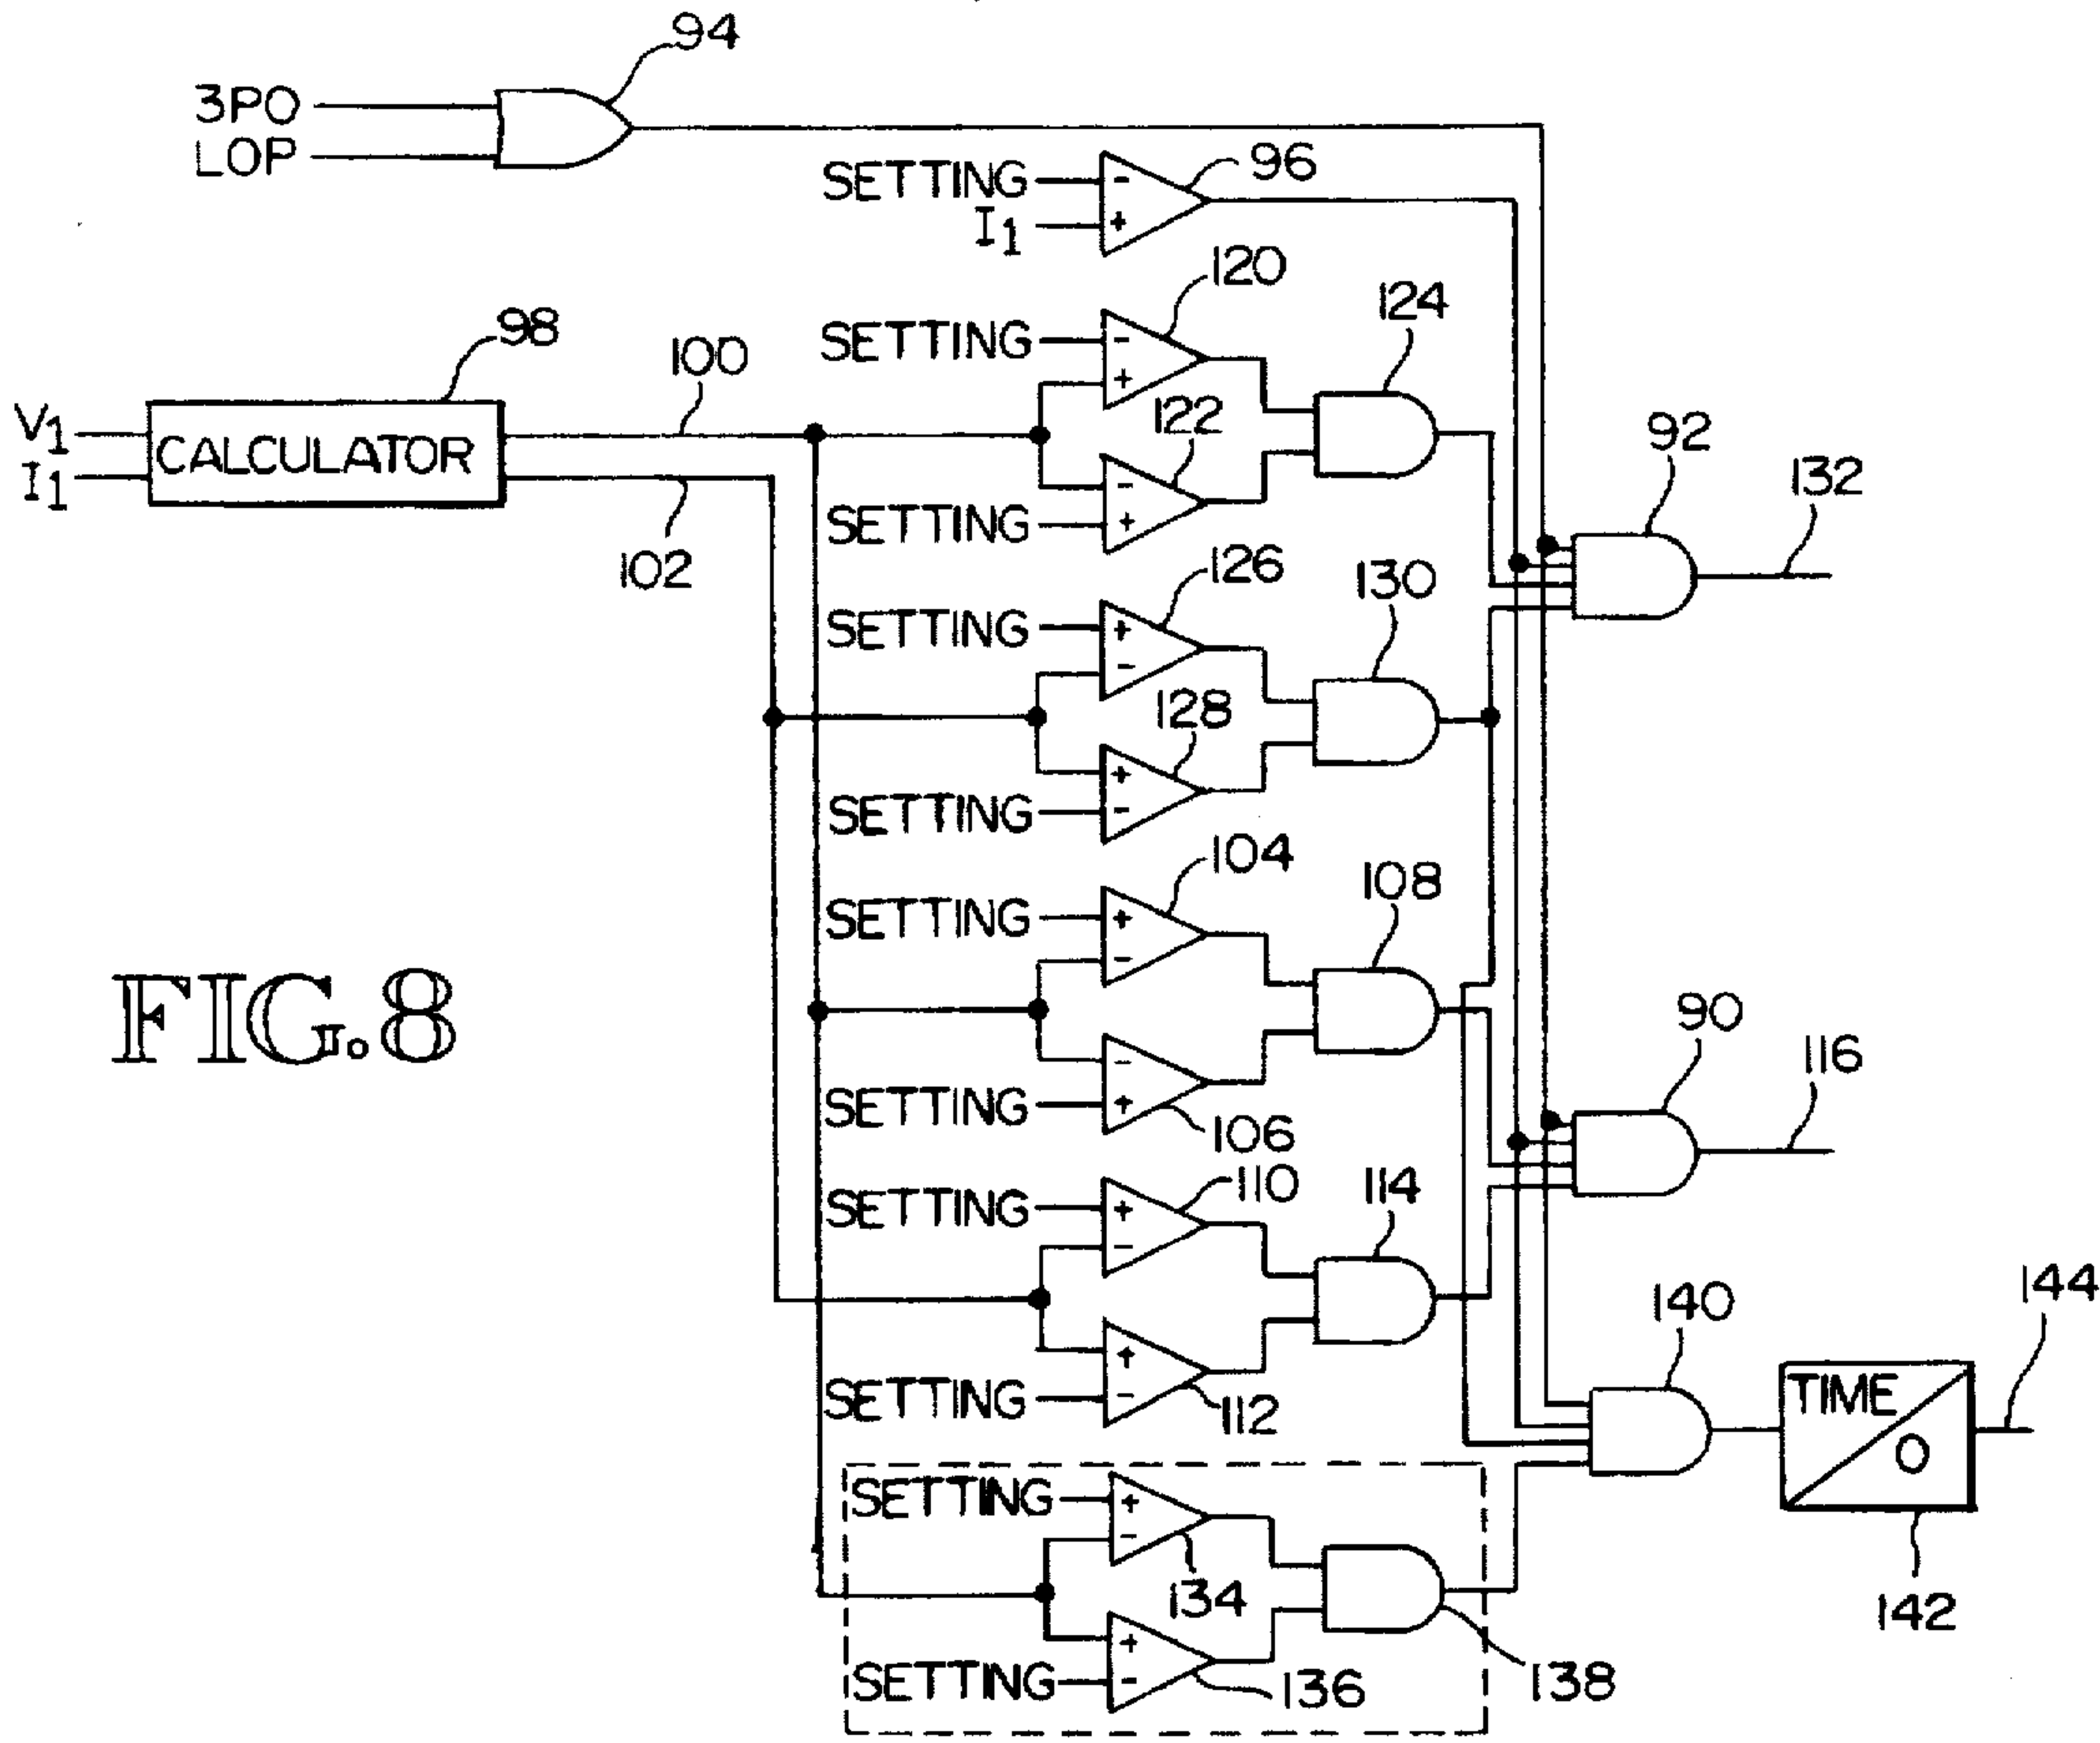 94
3PO
LOP
SETTING - 96
I1 +
120
SETTING - 124
98
100
+
V1
I1
CALCULATOR
122
-
SETTING +
92
132
102
126
130
SETTING +
-
128
+
SETTING -
104
108
SETTING +
-
FIG. 8
90
116
-
SETTING +
106
110
114
SETTING +
-
144
140
+
SETTING -
112
TIME
O
SETTING +
-
134
142
+
SETTING -
136
138